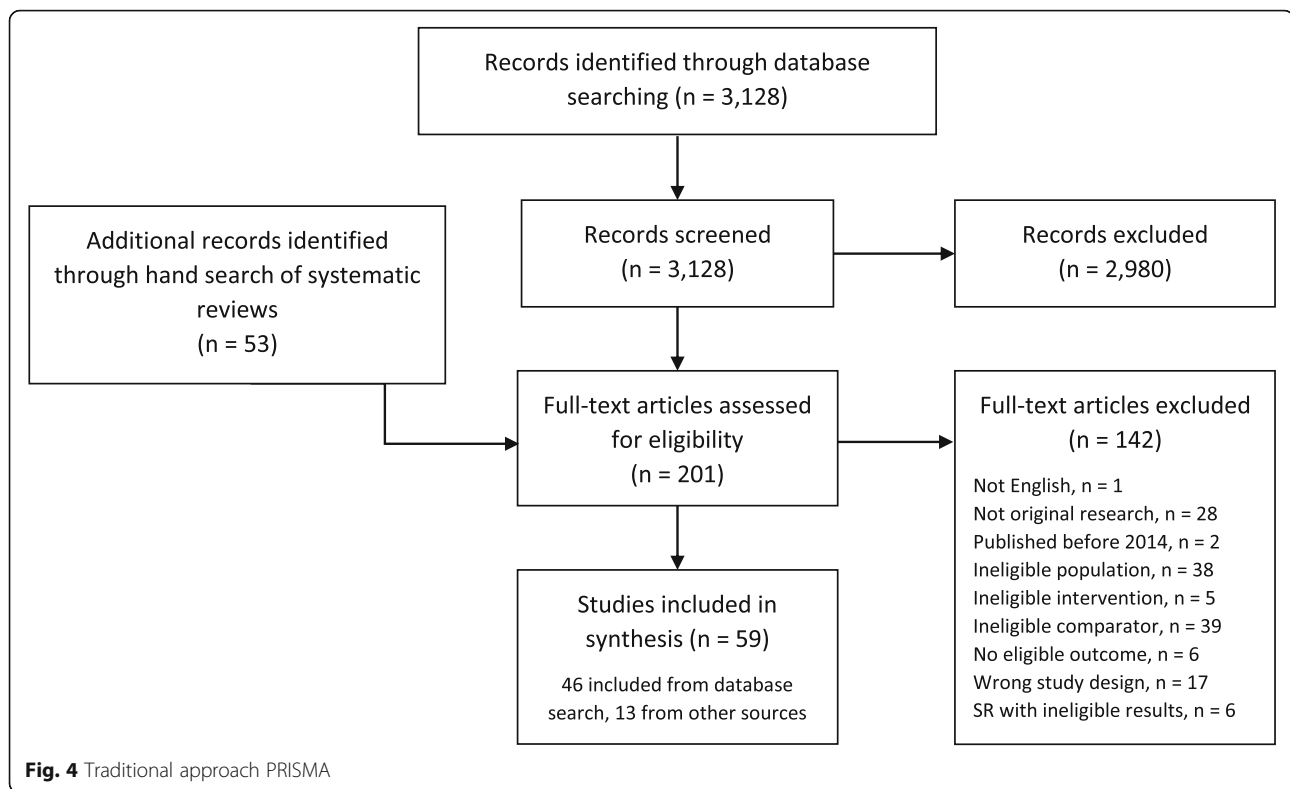 Records identified through database
searching (n = 3,128)
Additional records identified
through hand search of systematic
reviews
(n = 53)
Records screened
(n = 3,128)
Records excluded
(n = 2,980)
Full-text articles assessed
for eligibility
(n = 201)
Full-text articles excluded
(n = 142)
Not English, n = 1
Not original research, n = 28
Published before 2014, n = 2
Ineligible population, n = 38
Ineligible intervention, n = 5
Ineligible comparator, n = 39
No eligible outcome, n = 6
Wrong study design, n = 17
SR with ineligible results, n = 6
Studies included in
synthesis (n = 59)
46 included from database
search, 13 from other sources
Fig. 4 Traditional approach PRISMA